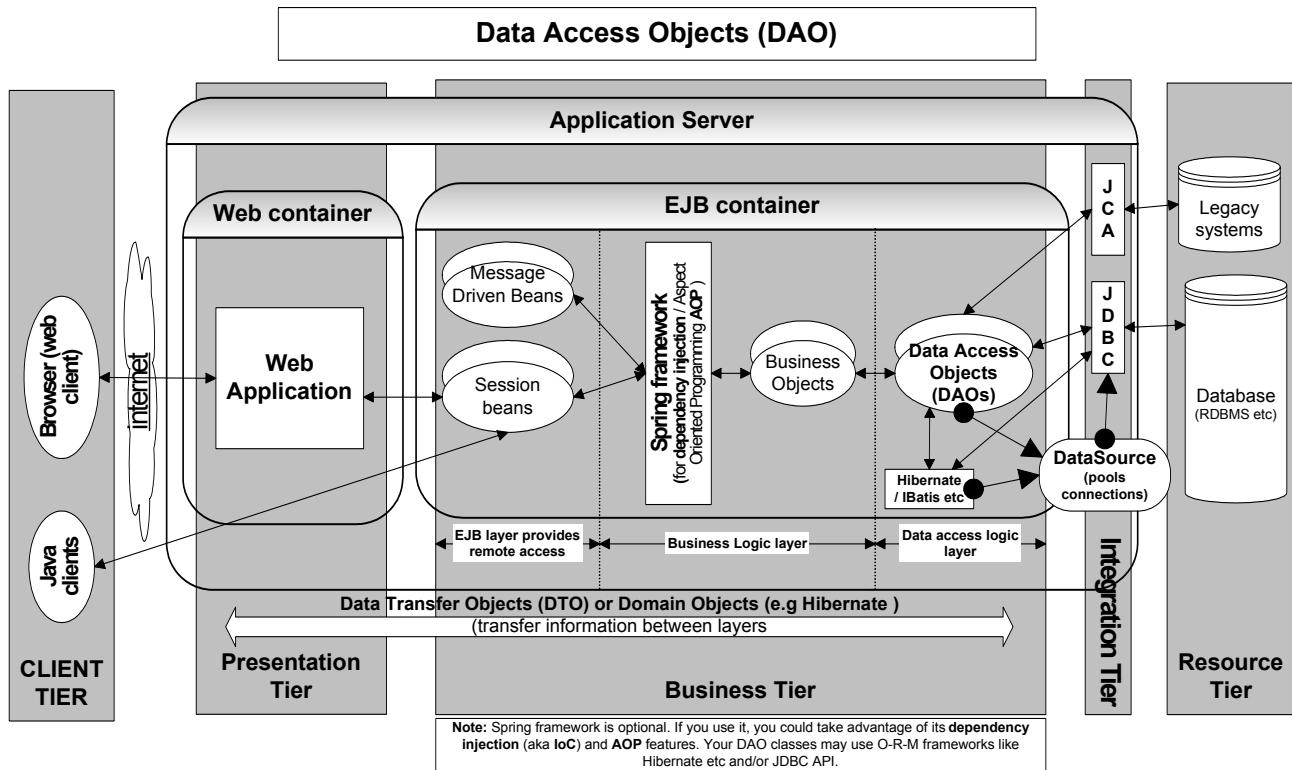 Data Access Objects (DAO)
Application Server
Web container
EJB container
J
C
A
Legacy
systems
Message
Driven Beans
Spring framework
(for dependency injection / Aspect
Oriented Programming AOP )
J
D
B
C
Browser (web
client)
internet
Web
Application
Session
beans
Business
Objects
Data Access
Objects
(DAOs)
Database
(RDBMS etc)
Hibernate
/ IBatis etc
DataSource
(pools
connections)
Java
clients
EJB layer provides
remote access
Business Logic layer
Data access logic
layer
Data Transfer Objects (DTO) or Domain Objects (e.g Hibernate )
(transfer information between layers
CLIENT
TIER
Presentation
Tier
Business Tier
Integration Tier
Resource
Tier
Note: Spring framework is optional. If you use it, you could take advantage of its dependency
injection (aka IoC) and AOP features. Your DAO classes may use O-R-M frameworks like
Hibernate etc and/or JDBC API.